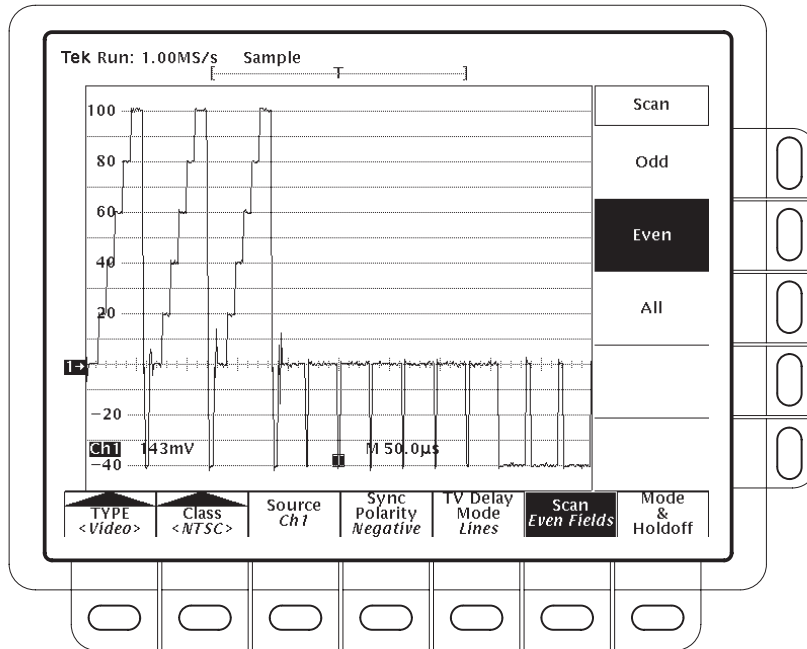 Tek Run: 1.00MS/s Sample
[ T ]
100
80
60
40
20
1→
−20
Ch1 143mV M 50.0µs
−40
T
Scan
Odd
Even
All
TYPE
<Video>
Class
<NTSC>
Source
Ch1
Sync
Polarity
Negative
TV Delay
Mode
Lines
Scan
Even Fields
Mode
&
Holdoff